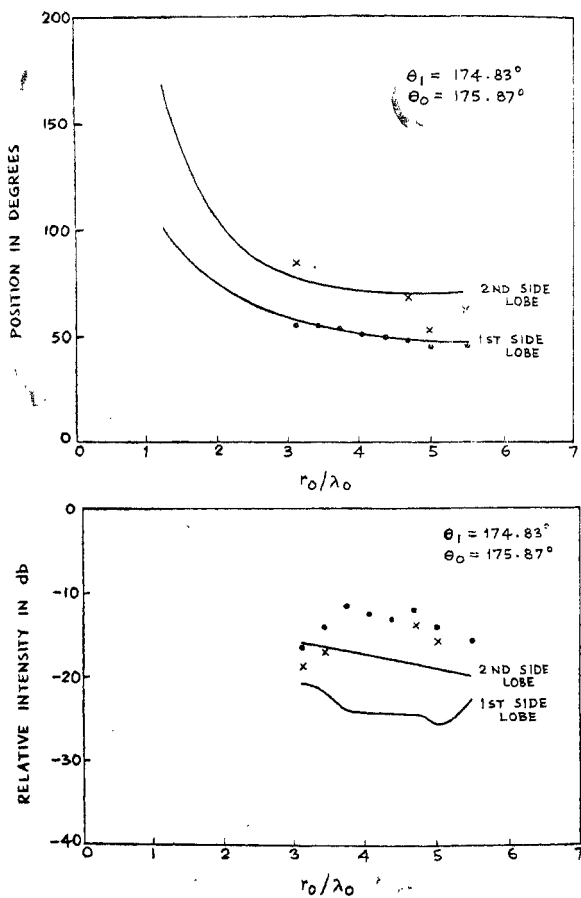 200
150
100
50
0
POSITION IN DEGREES
θ₁ = 174.83°
θ₀ = 175.87°
2ND SIDE
LOBE
1ST SIDE
LOBE
1 2 3 4 5 6 7
r₀/λ₀
0
-10
-20
-30
-40
RELATIVE INTENSITY IN db
θ₁ = 174.83°
θ₀ = 175.87°
2ND SIDE
LOBE
1ST SIDE
LOBE
0 1 2 3 4 5 6 7
r₀/λ₀